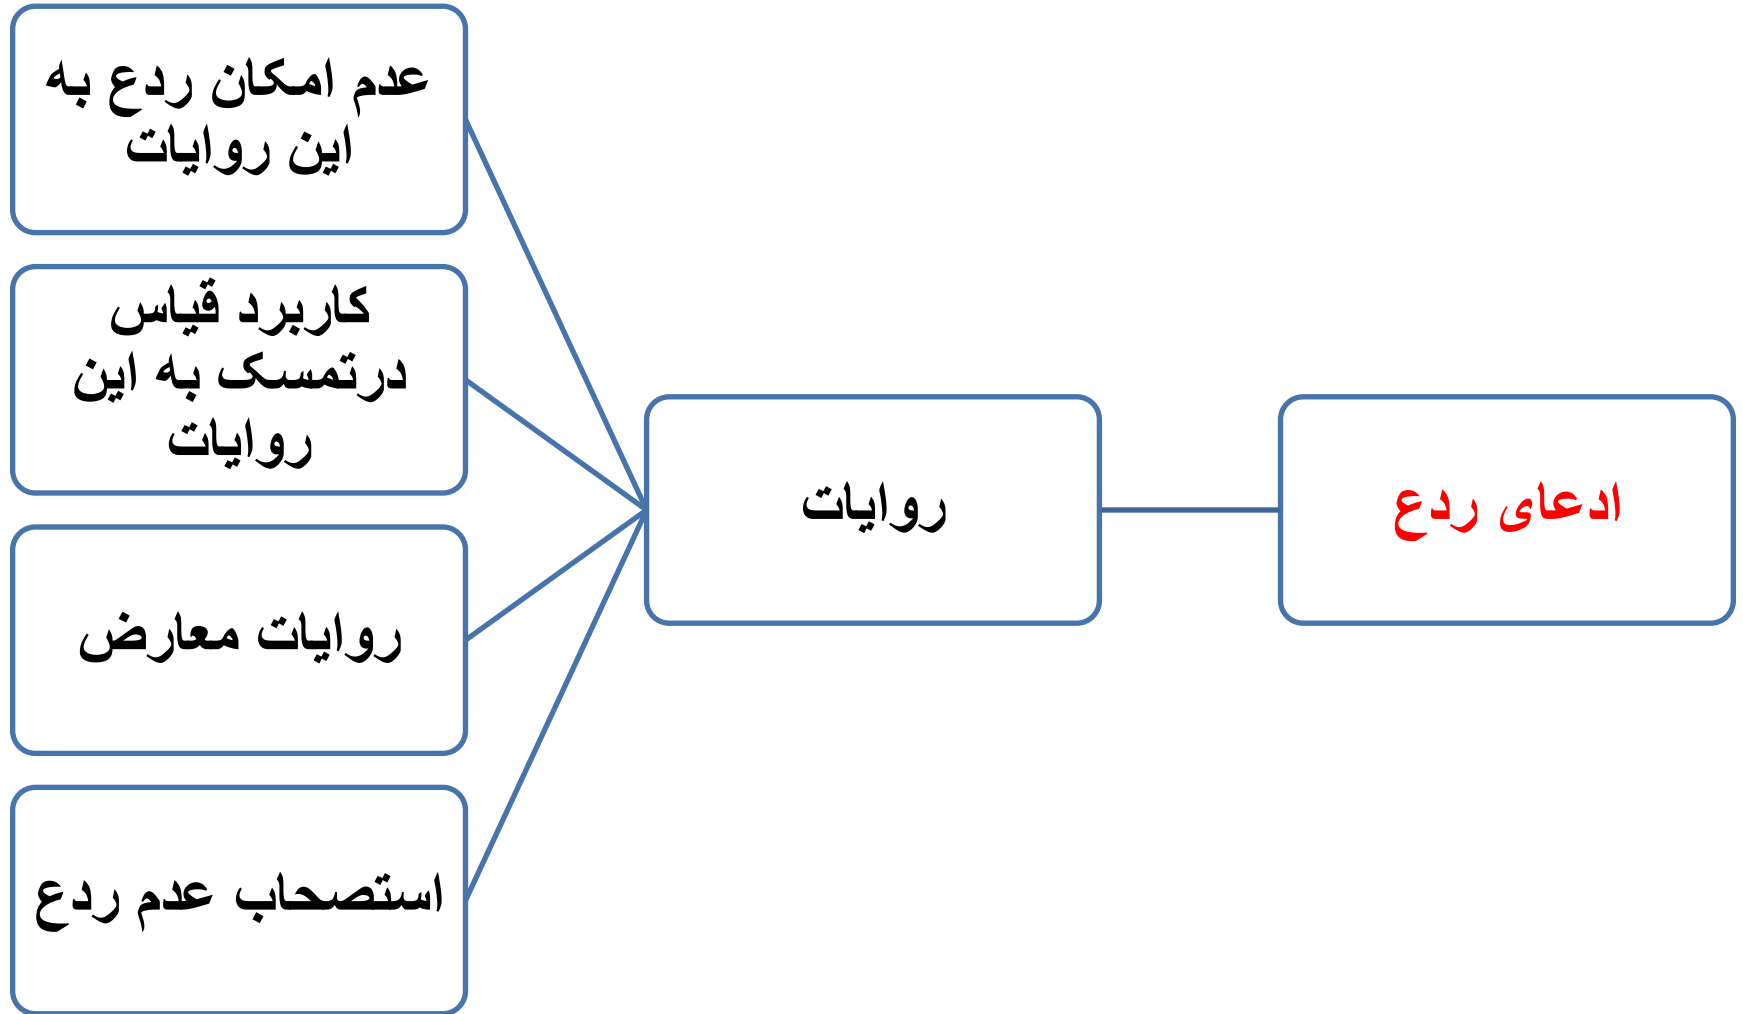 ادعای ردع
روایات
عدم امکان ردع به
این روایات
کاربرد قیاس
درتمسک به این
روایات
روایات معارض
استصحاب عدم ردع